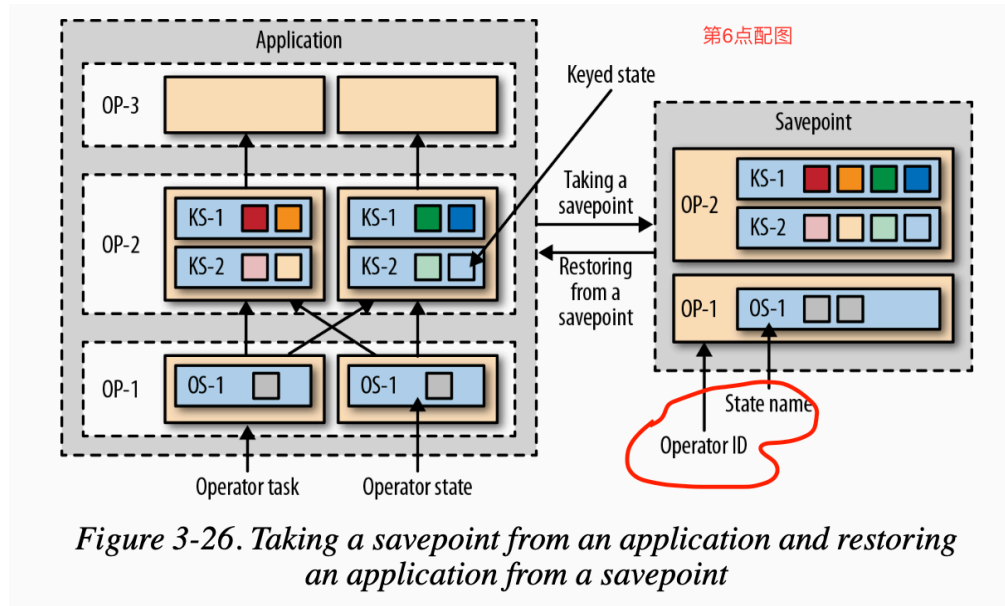 Application
第6点配图
Keyed state
OP-3
Savepoint
KS-1
OP-2
KS-2
Taking a
savepoint
Restoring
from a
savepoint
OP-2
KS-1
KS-1
KS-2
KS-2
OP-1
OS-1
OP-1
OS-1
OS-1
State name
Operator ID
Operator task
Operator state
Figure 3-26. Taking a savepoint from an application and restoring
an application from a savepoint